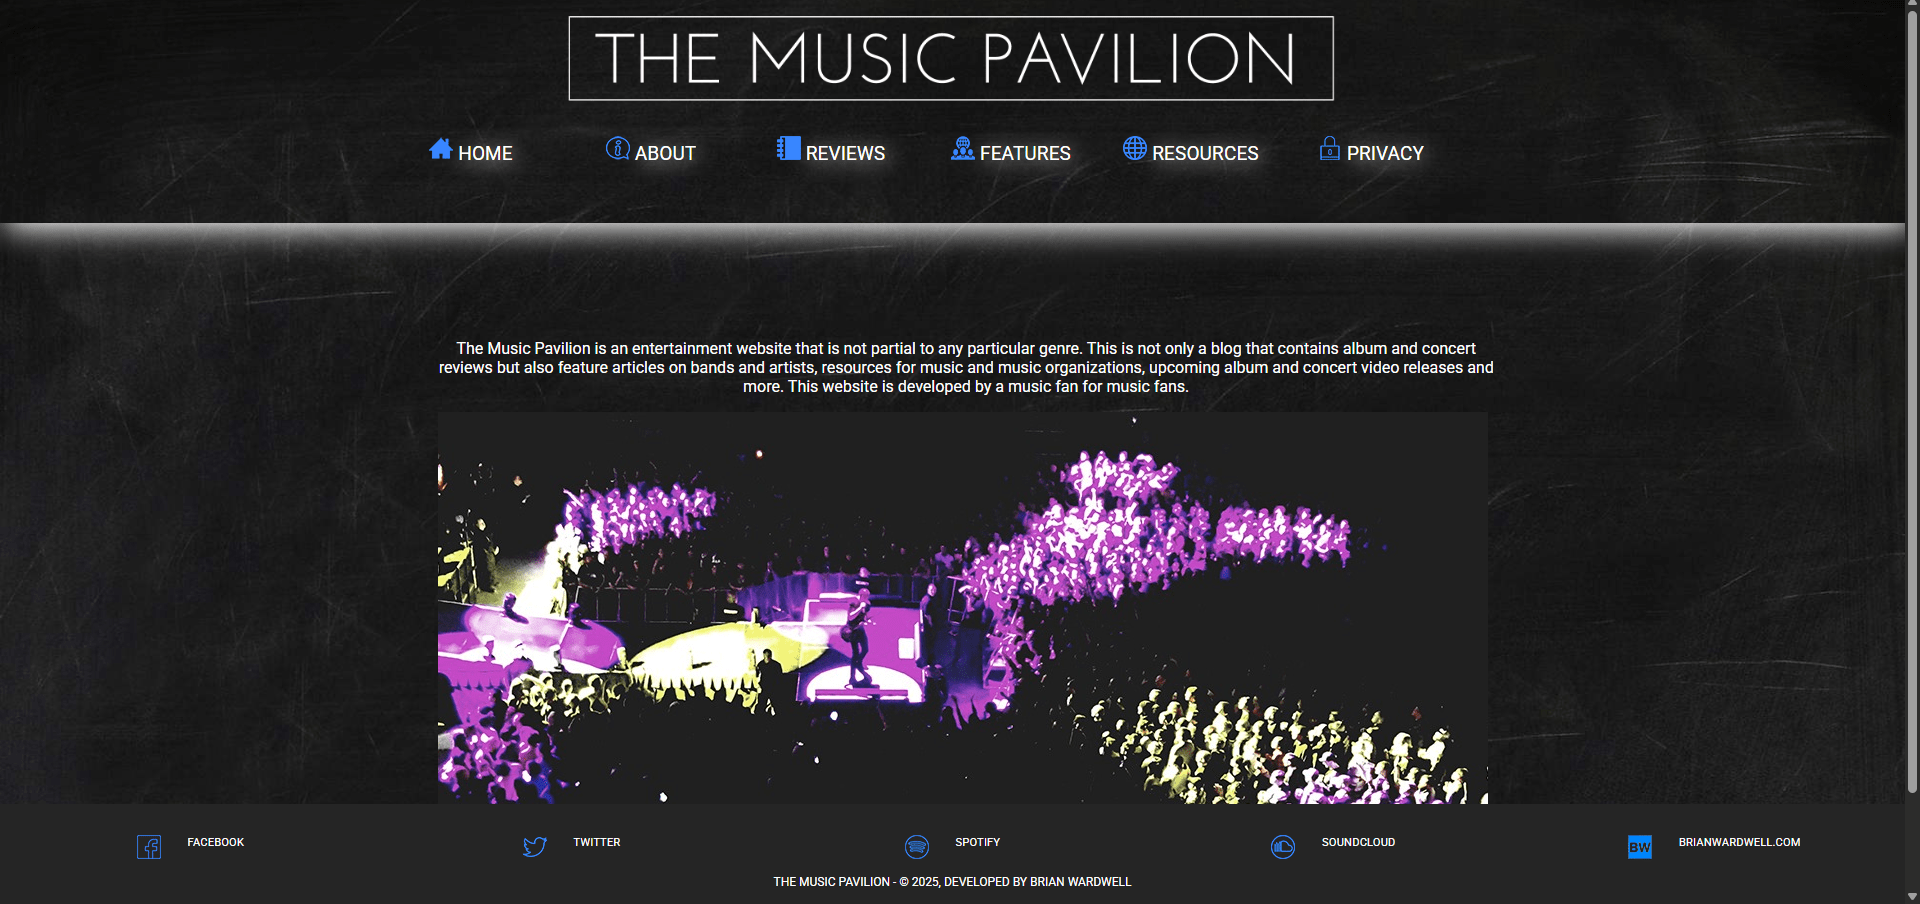 THE MUSIC PAVILION
HOME ABOUT REVIEWS FEATURES RESOURCES PRIVACY
The Music Pavilion is an entertainment website that is not partial to any particular genre. This is not only a blog that contains album and concert
reviews but also feature articles on bands and artists, resources for music and music organizations, upcoming album and concert video releases and
more. This website is developed by a music fan for music fans.
FACEBOOK TWITTER SPOTIFY SOUNDCLOUD BW BRIANWARDWELL.COM
THE MUSIC PAVILION - © 2025, DEVELOPED BY BRIAN WARDWELL